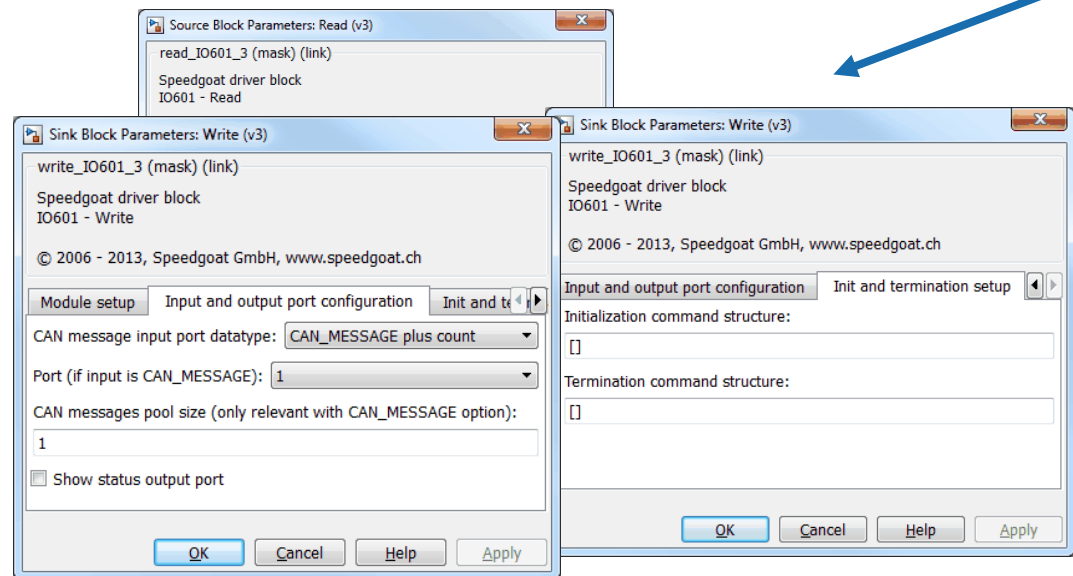 Source Block Parameters: Read (v3)
read_IO601_3 (mask) (link)
Speedgoat driver block
IO601 - Read
Sink Block Parameters: Write (v3)
write_IO601_3 (mask) (link)
Speedgoat driver block
IO601 - Write
© 2006 - 2013, Speedgoat GmbH, www.speedgoat.ch
Module setup Input and output port configuration Init and te
CAN message input port datatype: CAN_MESSAGE plus count
Port (if input is CAN_MESSAGE): 1
CAN messages pool size (only relevant with CAN_MESSAGE option):
1
Show status output port
OK Cancel Help Apply
Sink Block Parameters: Write (v3)
write_IO601_3 (mask) (link)
Speedgoat driver block
IO601 - Write
© 2006 - 2013, Speedgoat GmbH, www.speedgoat.ch
Input and output port configuration Init and termination setup
Initialization command structure:
[]
Termination command structure:
[]
OK Cancel Help Apply